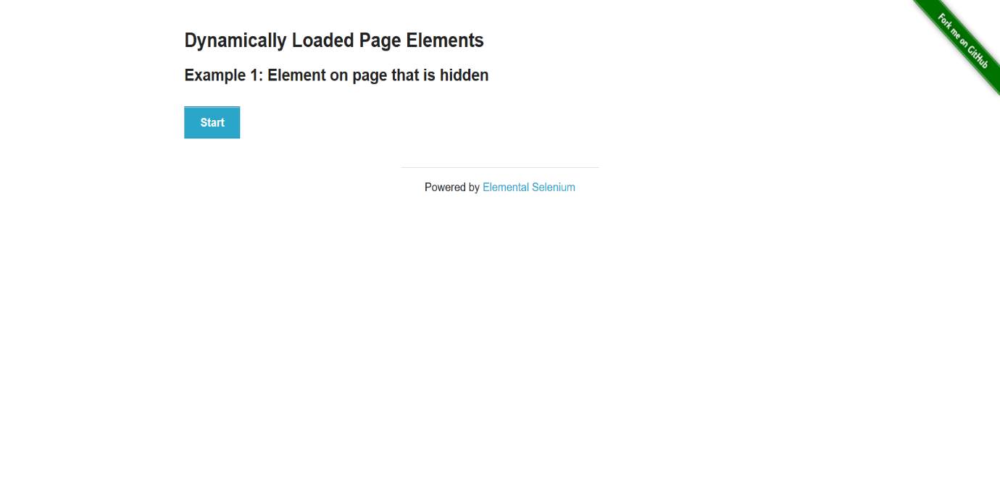 Fork me on GitHub
Dynamically Loaded Page Elements
Example 1: Element on page that is hidden
Start
Powered by Elemental Selenium